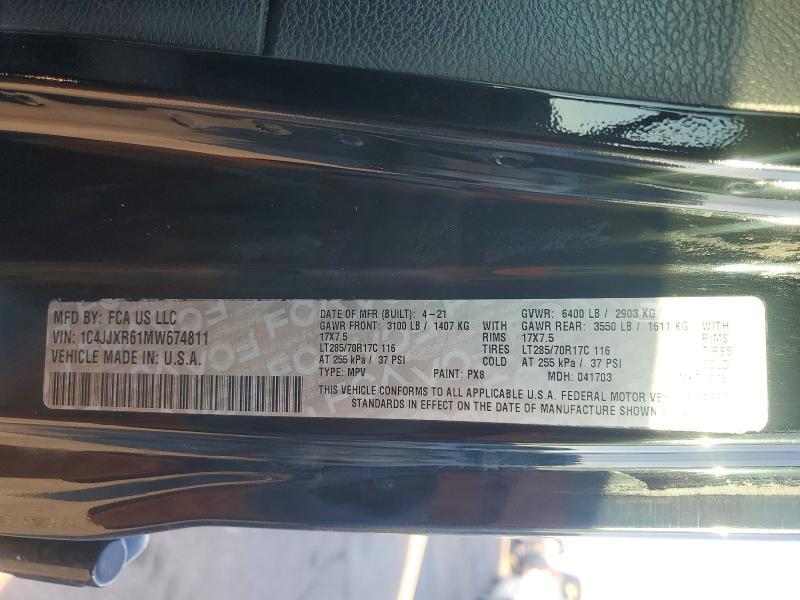 MFD BY: FCA US LLC
VIN: 1C4JJXR61MW674811
VEHICLE MADE IN U.S.A.
DATE OF MFR (BUILT): 4-21 GVWR: 6400 LB / 2903 KG
GAWR FRONT: 3100 LB / 1407 KG WITH GAWR REAR: 3550 LB / 1611 KG WITH
17X7.5 RIMS 17X7.5 RIMS
LT285/70R17C 116 TIRES LT285/70R17C 116 TIRES
AT 255 kPa / 37 PSI COLD AT 255 kPa / 37 PSI COLD
TYPE: MPV PAINT: PX8 MDH: 041703
THIS VEHICLE CONFORMS TO ALL APPLICABLE U.S.A. FEDERAL MOTOR
STANDARDS IN EFFECT ON THE DATE OF MANUFACTURE SHOWN